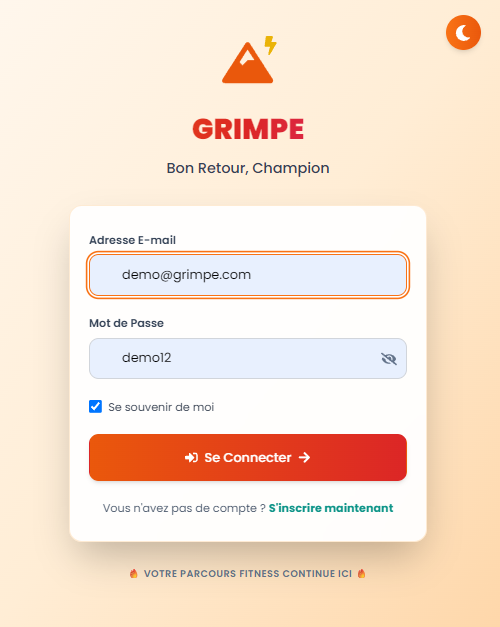 GRIMPE
Bon Retour, Champion
Adresse E-mail
demo@grimpe.com
Mot de Passe
demo12
Se souvenir de moi
Se Connecter
Vous n'avez pas de compte ? S'inscrire maintenant
VOTRE PARCOURS FITNESS CONTINUE ICI